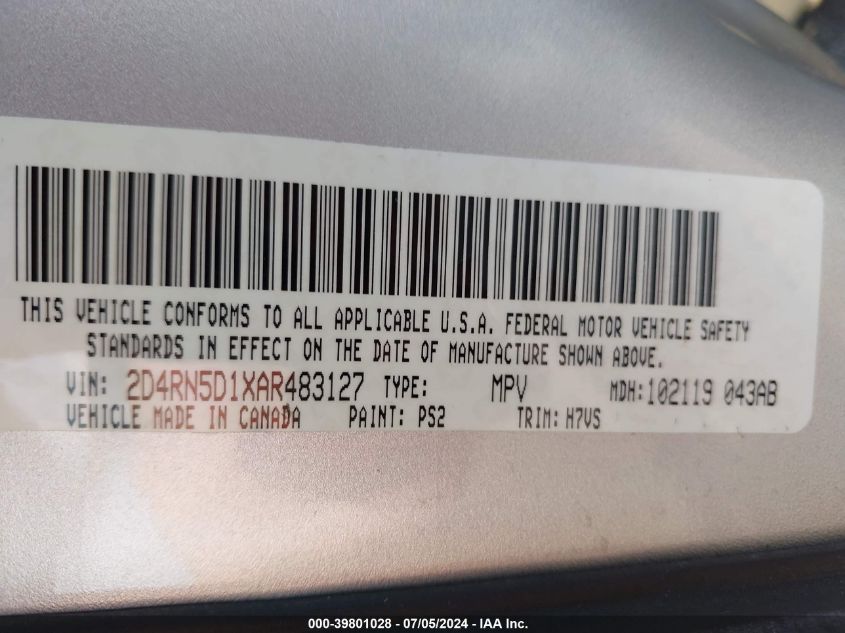 THIS VEHICLE CONFORMS TO ALL APPLICABLE U.S.A. FEDERAL MOTOR VEHICLE SAFETY
STANDARDS IN EFFECT ON THE DATE OF MANUFACTURE SHOWN ABOVE.
VIN: 2D4RN5D1XAR483127 TYPE: MPV MDH:102119 043AB
VEHICLE MADE IN CANADA PAINT: PS2 TRIM: H7VS
000-39801028 - 07/05/2024 - IAA Inc.